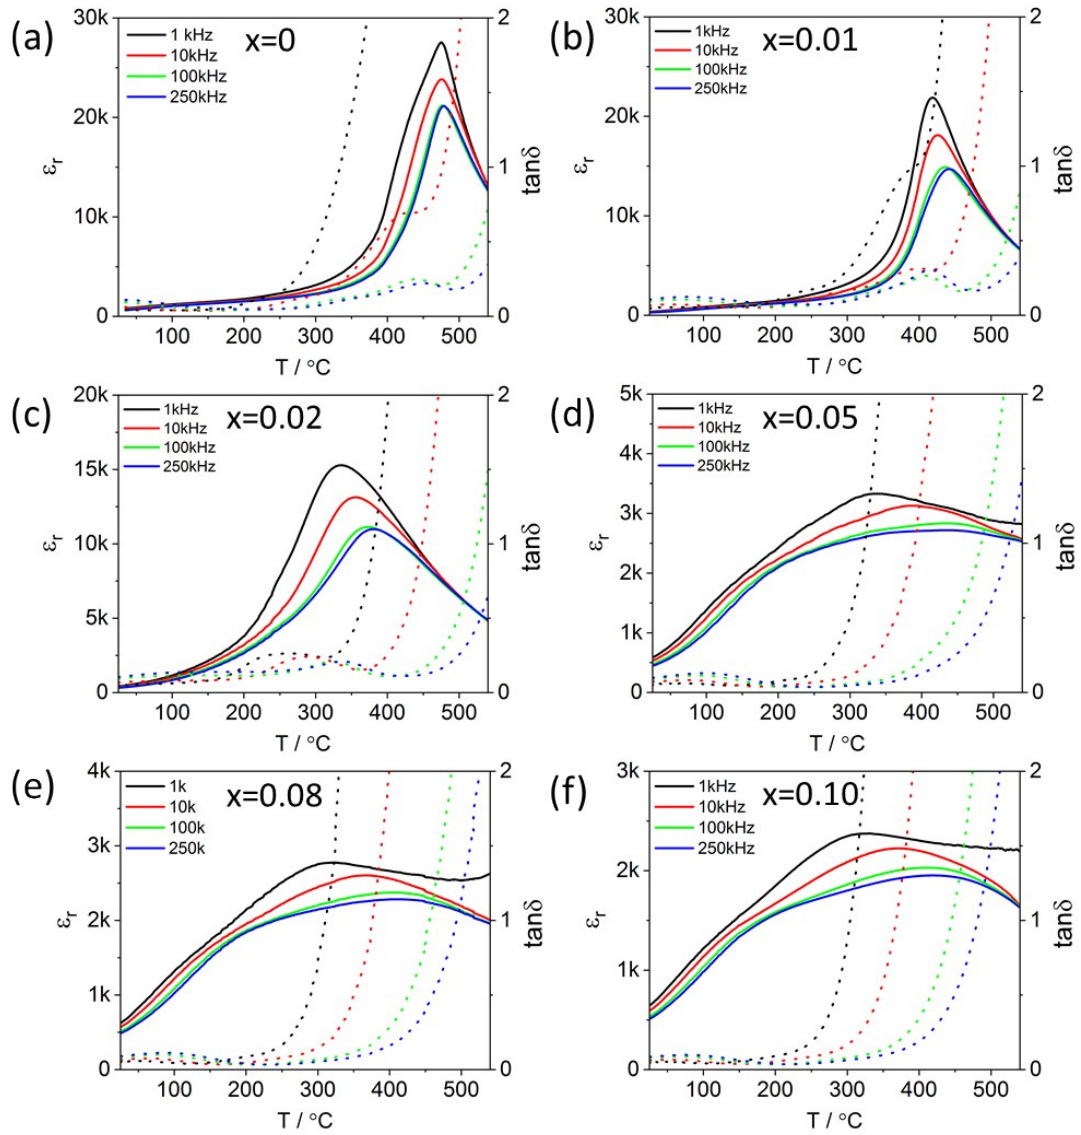 (a)
x=0
1 kHz
10kHz
100kHz
250kHz
30k
20k
10k
0
2
1
0
εr
tanδ
100 200 300 400 500
T / °C
(b)
x=0.01
1kHz
10kHz
100kHz
250kHz
30k
20k
10k
0
2
1
0
εr
tanδ
100 200 300 400 500
T / °C
(c)
x=0.02
1kHz
10kHz
100kHz
250kHz
20k
15k
10k
5k
0
2
1
0
εr
tanδ
100 200 300 400 500
T / °C
(d)
x=0.05
1kHz
10kHz
100kHz
250kHz
5k
4k
3k
2k
1k
0
2
1
0
εr
tanδ
100 200 300 400 500
T / °C
(e)
x=0.08
1k
10k
100k
250k
4k
3k
2k
1k
0
2
1
0
εr
tanδ
100 200 300 400 500
T / °C
(f)
x=0.10
1kHz
10kHz
100kHz
250kHz
3k
2k
1k
0
2
1
0
εr
tanδ
100 200 300 400 500
T / °C